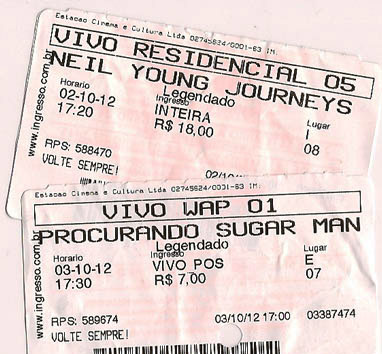 Estacao Cinema e Cultura Ltda 02745624/0001-63 IM.
VIVO RESIDENCIAL 05
NEIL YOUNG JOURNEYS
Legendado
Horario
02-10-12
17:20
Ingresso
INTEIRA
R$ 18,00
Lugar
I
08
RPS: 588470
VOLTE SEMPRE!
www.ingresso.com.br
Estacao Cinema e Cultura Ltda 02745624/0001-63 IM.
VIVO WAP 01
PROCURANDO SUGAR MAN
Legendado
Horario
03-10-12
17:30
Ingresso
VIVO POS
R$ 7,00
Lugar
E
07
RPS: 589674
03/10/12 17:00
03387474
VOLTE SEMPRE!
www.ingresso.com.br